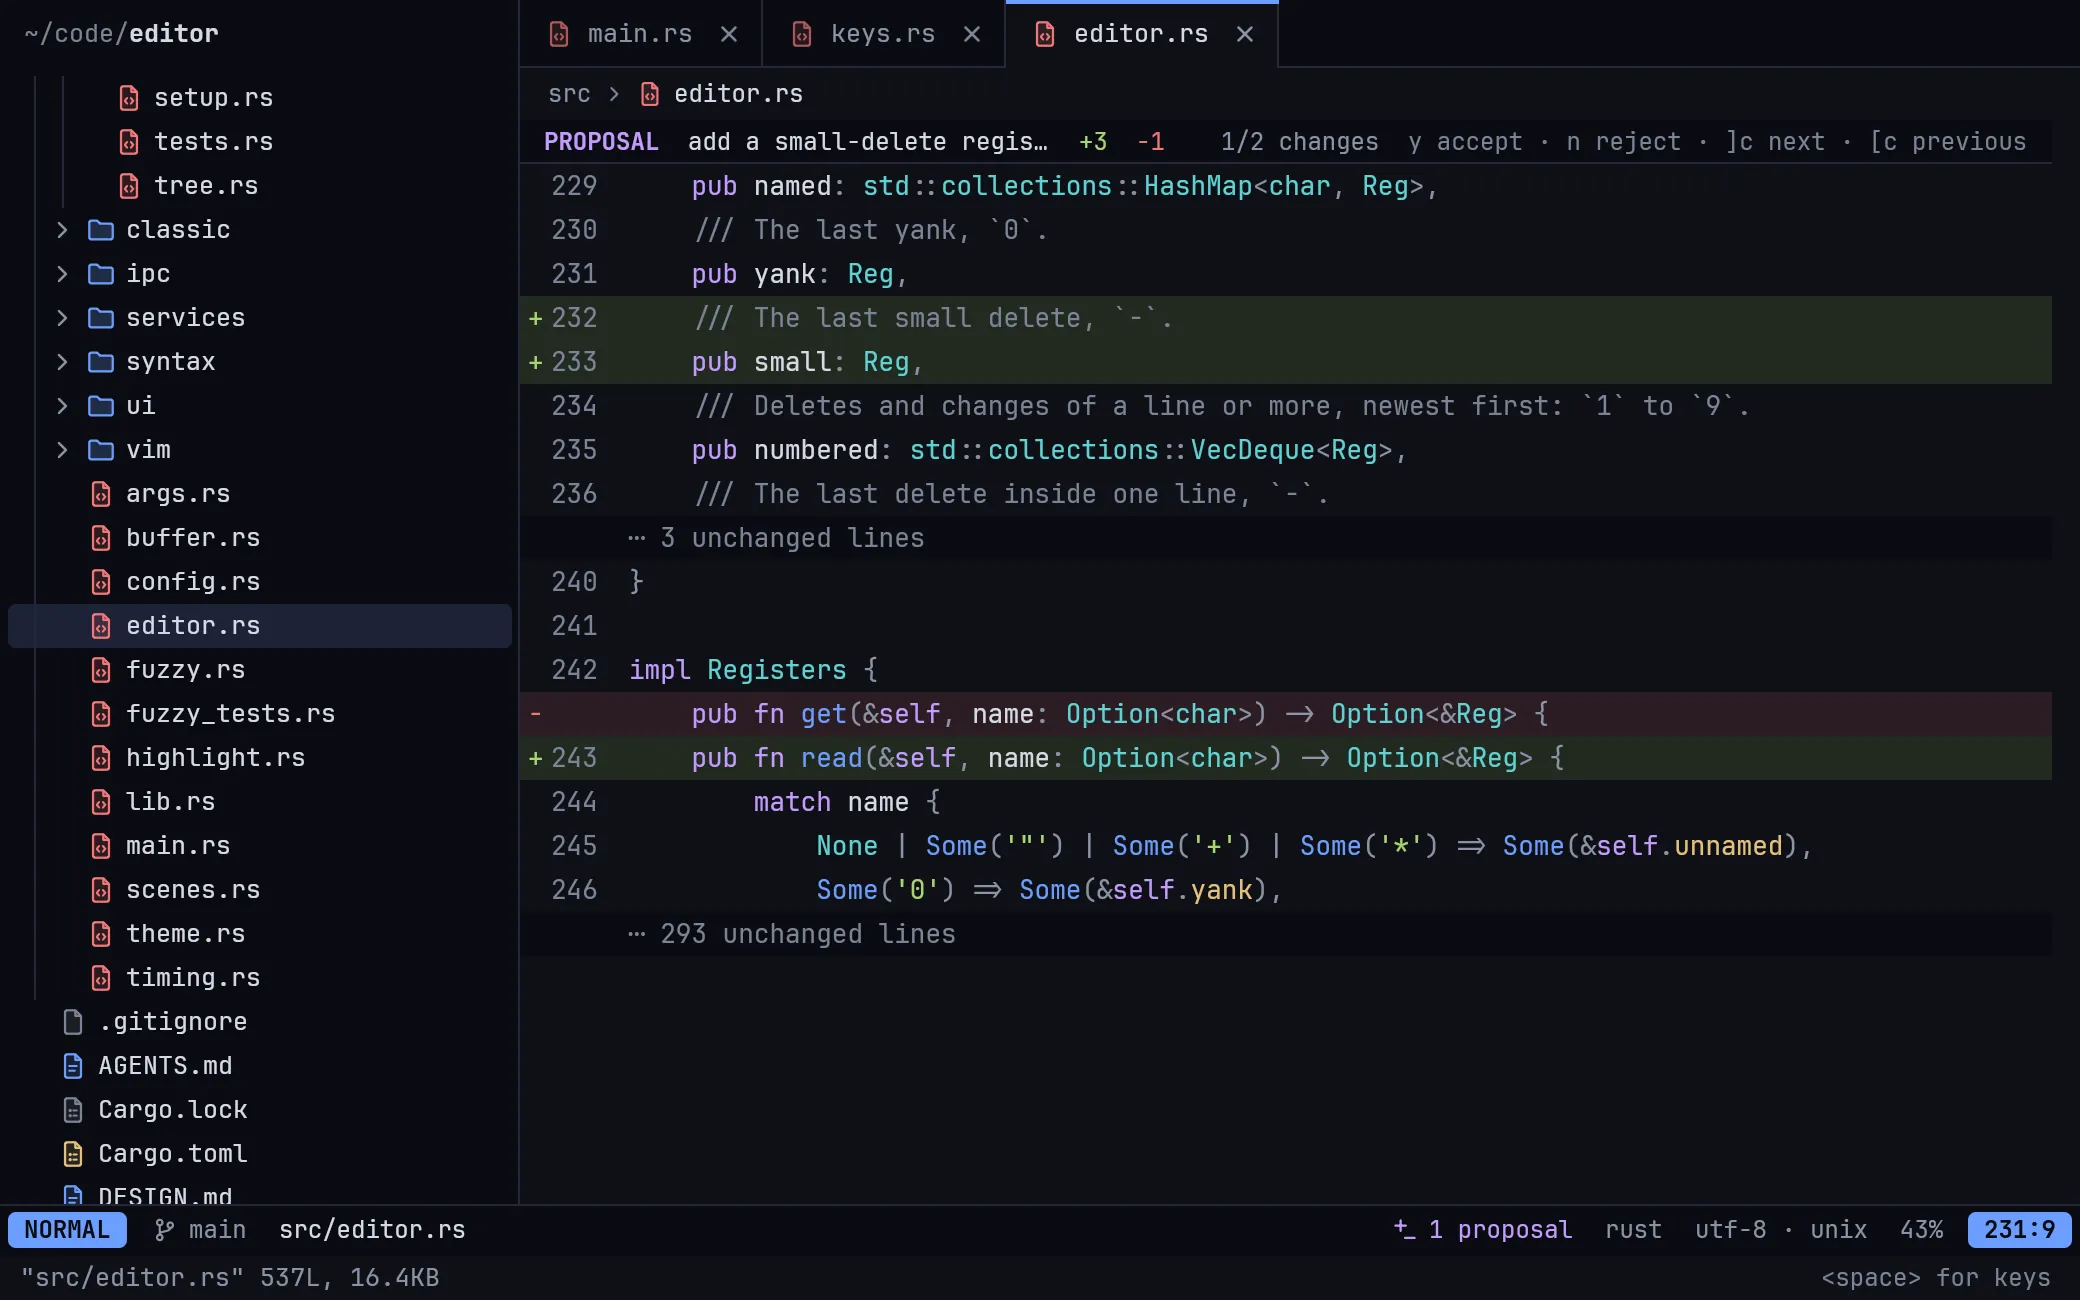 ~/code/editor
setup.rs
tests.rs
tree.rs
classic
ipc
services
syntax
ui
vim
args.rs
buffer.rs
config.rs
editor.rs
fuzzy.rs
fuzzy_tests.rs
highlight.rs
lib.rs
main.rs
scenes.rs
theme.rs
timing.rs
.gitignore
AGENTS.md
Cargo.lock
Cargo.toml
DESIGN.md
main.rs × keys.rs × editor.rs ×
src > editor.rs
PROPOSAL add a small-delete regis… +3 -1 1/2 changes y accept · n reject · ]c next · [c previous
229 pub named: std::collections::HashMap<char, Reg>,
230 /// The last yank, `0`.
231 pub yank: Reg,
+ 232 /// The last small delete, `-`.
+ 233 pub small: Reg,
234 /// Deletes and changes of a line or more, newest first: `1` to `9`.
235 pub numbered: std::collections::VecDeque<Reg>,
236 /// The last delete inside one line, `-`.
⋯ 3 unchanged lines
240 }
241
242 impl Registers {
- pub fn get(&self, name: Option<char>) -> Option<&Reg> {
+ 243 pub fn read(&self, name: Option<char>) -> Option<&Reg> {
244 match name {
245 None | Some('"') | Some('+') | Some('*') => Some(&self.unnamed),
246 Some('0') => Some(&self.yank),
⋯ 293 unchanged lines
NORMAL main src/editor.rs 1 proposal rust utf-8 · unix 43% 231:9
"src/editor.rs" 537L, 16.4KB <space> for keys